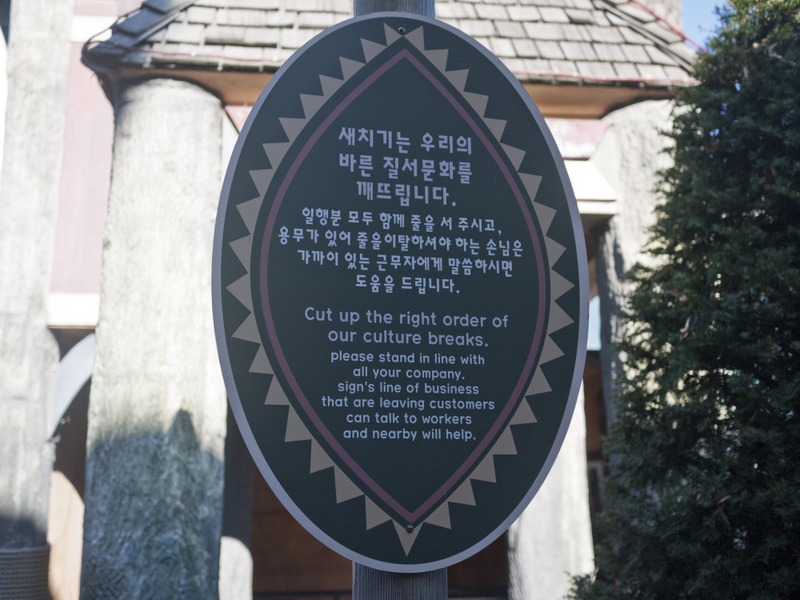 새치기는 우리의
바른 질서문화를
깨뜨립니다.
일행분 모두 함께 줄을 서 주시고,
용무가 있어 줄을이탈하셔야 하는 손님은
가까이 있는 근무자에게 말씀하시면
도움을 드립니다.
Cut up the right order of
our culture breaks.
please stand in line with
all your company.
sign's line of business
that are leaving customers
can talk to workers
and nearby will help.